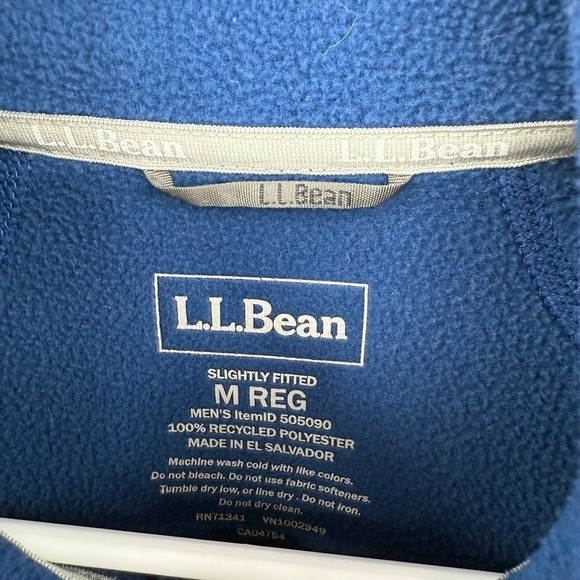 L.L.Bean L.L.Bean
L.L.Bean
L.L.Bean
SLIGHTLY FITTED
M REG
MEN'S ItemID 505090
100% RECYCLED POLYESTER
MADE IN EL SALVADOR
Machine wash cold with like colors.
Do not bleach. Do not use fabric softeners.
Tumble dry low, or line dry. Do not iron.
Do not dry clean.
RN71341 VN1002949
CA04754